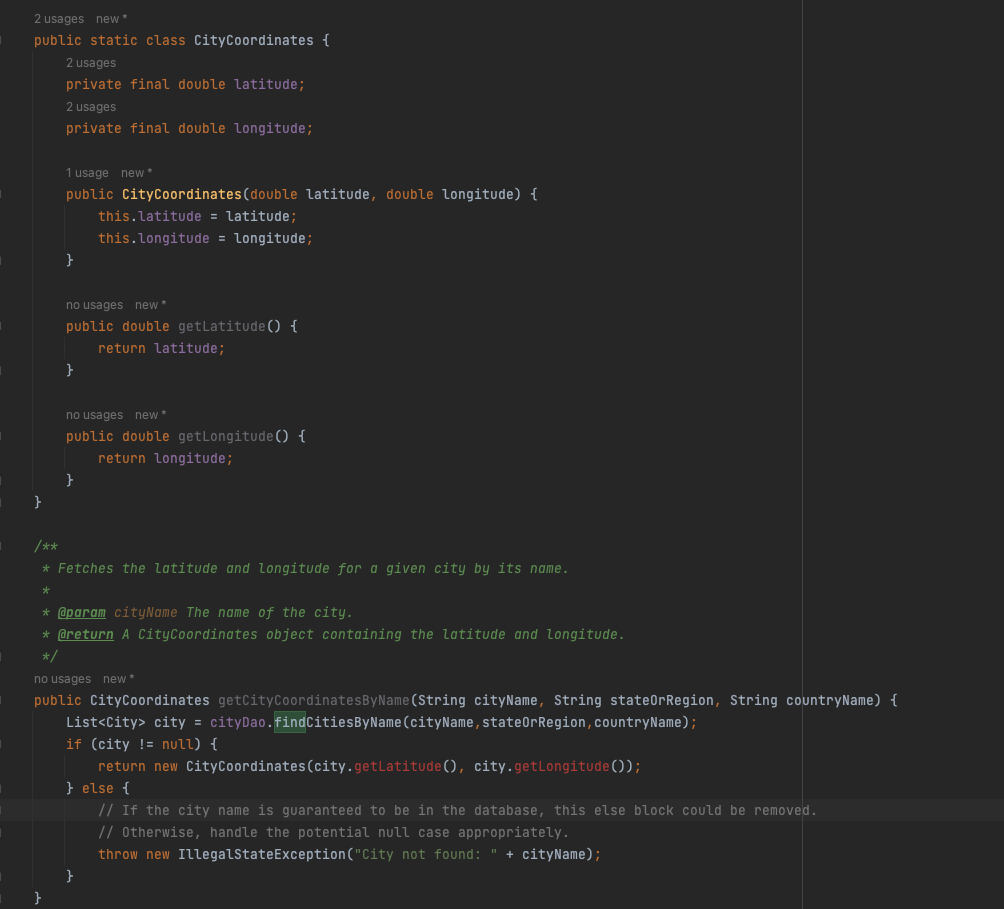 2 usages new *
public static class CityCoordinates {
2 usages
private final double latitude;
2 usages
private final double longitude;
1 usage new *
public CityCoordinates(double latitude, double longitude) {
this.latitude = latitude;
this.longitude = longitude;
}
no usages new *
public double getLatitude() {
return latitude;
}
no usages new *
public double getLongitude() {
return longitude;
}
}
/**
* Fetches the latitude and longitude for a given city by its name.
*
* @param cityName The name of the city.
* @return A CityCoordinates object containing the latitude and longitude.
*/
no usages new *
public CityCoordinates getCityCoordinatesByName(String cityName, String stateOrRegion, String countryName) {
List<City> city = cityDao.findCitiesByName(cityName,stateOrRegion,countryName);
if (city != null) {
return new CityCoordinates(city.getLatitude(), city.getLongitude());
} else {
// If the city name is guaranteed to be in the database, this else block could be removed.
// Otherwise, handle the potential null case appropriately.
throw new IllegalStateException("City not found: " + cityName);
}
}